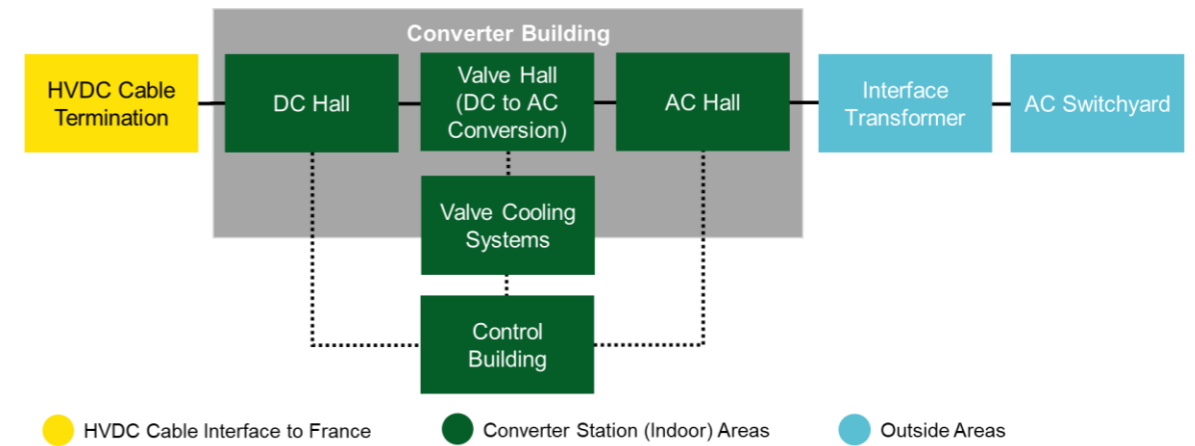 Converter Building
HVDC Cable
Termination
DC Hall
Valve Hall
(DC to AC
Conversion)
AC Hall
Interface
Transformer
AC Switchyard
Valve Cooling
Systems
Control
Building
HVDC Cable Interface to France
Converter Station (Indoor) Areas
Outside Areas